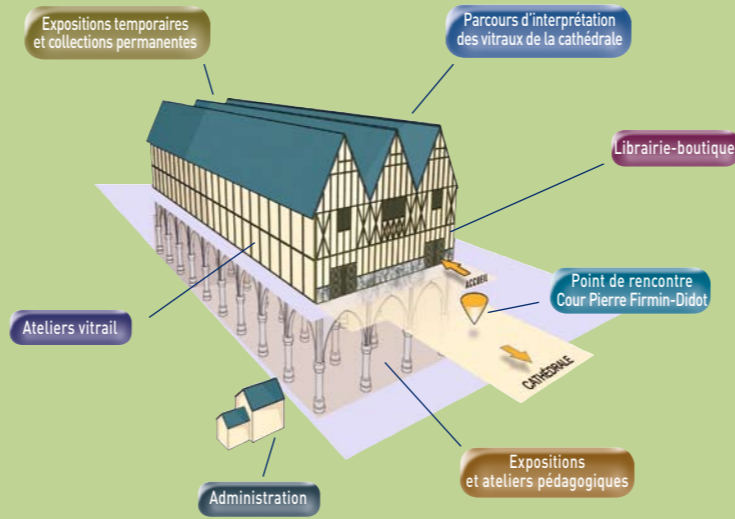 Expositions temporaires
et collections permanentes
Parcours d'interprétation
des vitraux de la cathédrale
Librairie-boutique
ACCUEIL
Point de rencontre
Cour Pierre Firmin-Didot
Ateliers vitrail
CATHÉDRALE
Expositions
et ateliers pédagogiques
Administration